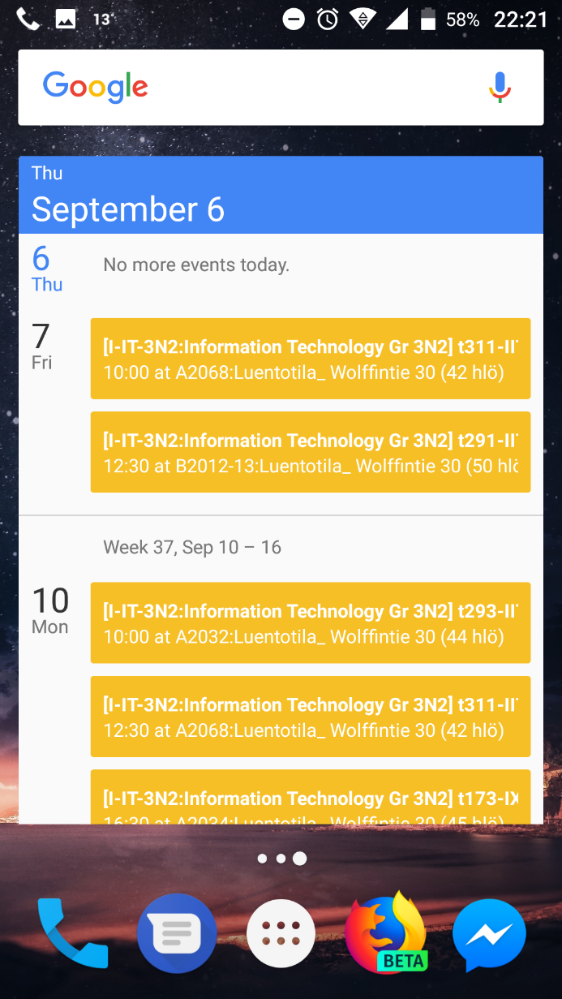 13°
58% 22:21
Google
Thu
September 6
6
Thu
No more events today.
7
Fri
[I-IT-3N2:Information Technology Gr 3N2] t311-II
10:00 at A2068:Luentotila_ Wolffintie 30 (42 hlö)
[I-IT-3N2:Information Technology Gr 3N2] t291-II
12:30 at B2012-13:Luentotila_ Wolffintie 30 (50 hlö
Week 37, Sep 10 – 16
10
Mon
[I-IT-3N2:Information Technology Gr 3N2] t293-II
10:00 at A2032:Luentotila_ Wolffintie 30 (44 hlö)
[I-IT-3N2:Information Technology Gr 3N2] t311-II
12:30 at A2068:Luentotila_ Wolffintie 30 (42 hlö)
[I-IT-3N2:Information Technology Gr 3N2] t173-IX
16:30 at A2034:Luentotila_ Wolffintie 30 (45 hlö)
BETA